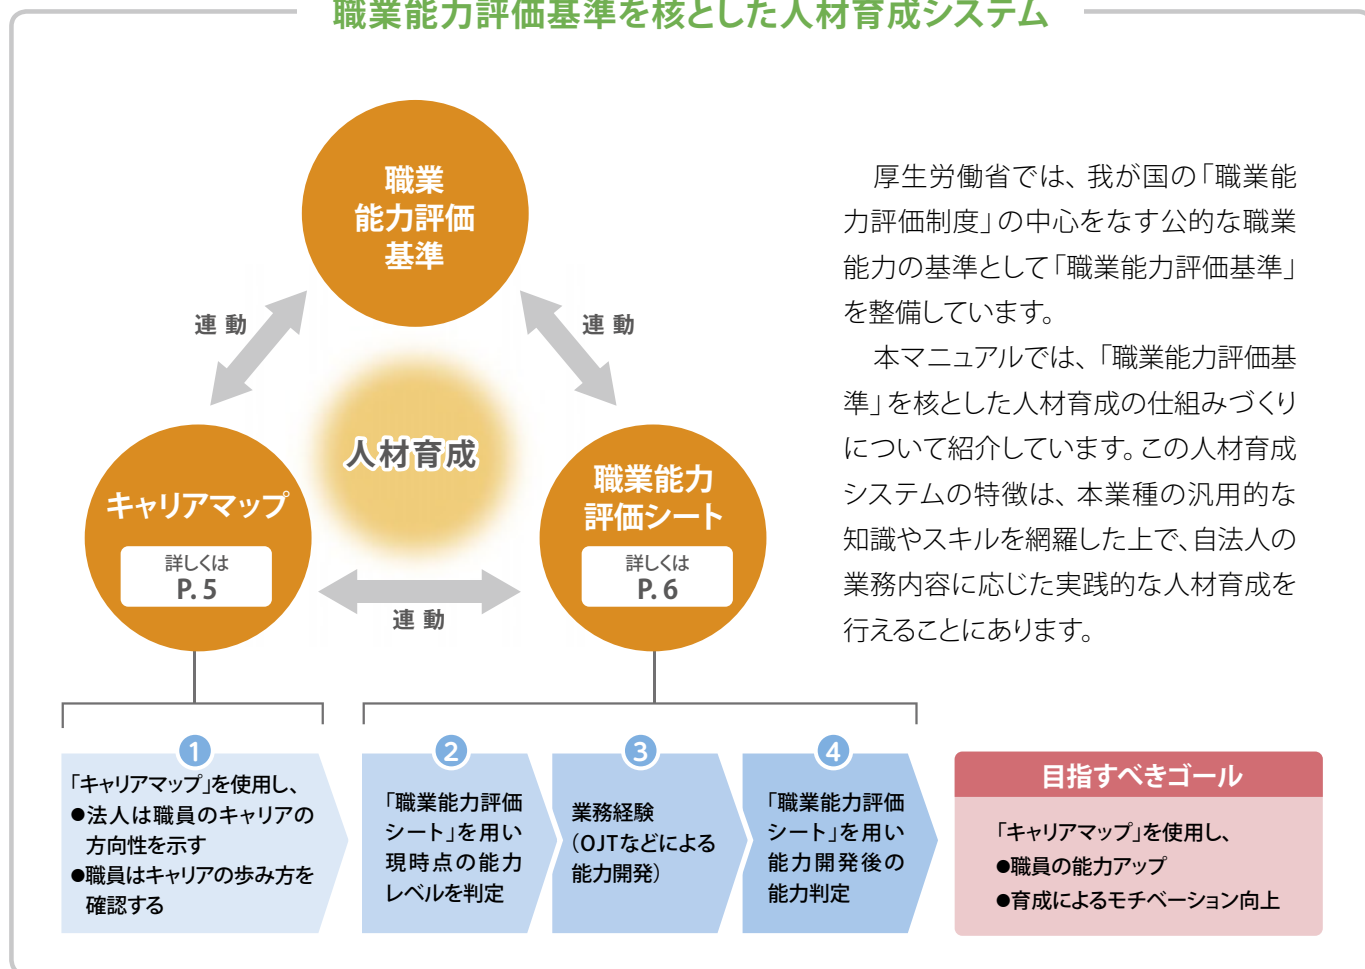 職業能力評価基準を核とした人材育成システム
職業
能力評価
基準
連動
連動
人材育成
キャリアマップ
詳しくは
P. 5
職業能力
評価シート
詳しくは
P. 6
連動
厚生労働省では、我が国の「職業能
力評価制度」の中心をなす公的な職業
能力の基準として「職業能力評価基準」
を整備しています。
本マニュアルでは、「職業能力評価基
準」を核とした人材育成の仕組みづくり
について紹介しています。この人材育成
システムの特徴は、本業種の汎用的な
知識やスキルを網羅した上で、自法人の
業務内容に応じた実践的な人材育成を
行えることにあります。
1
「キャリアマップ」を使用し、
●法人は職員のキャリアの
方向性を示す
●職員はキャリアの歩み方を
確認する
2
「職業能力評価
シート」を用い
現時点の能力
レベルを判定
3
業務経験
（OJTなどによる
能力開発）
4
「職業能力評価
シート」を用い
能力開発後の
能力判定
目指すべきゴール
「キャリアマップ」を使用し、
●職員の能力アップ
●育成によるモチベーション向上